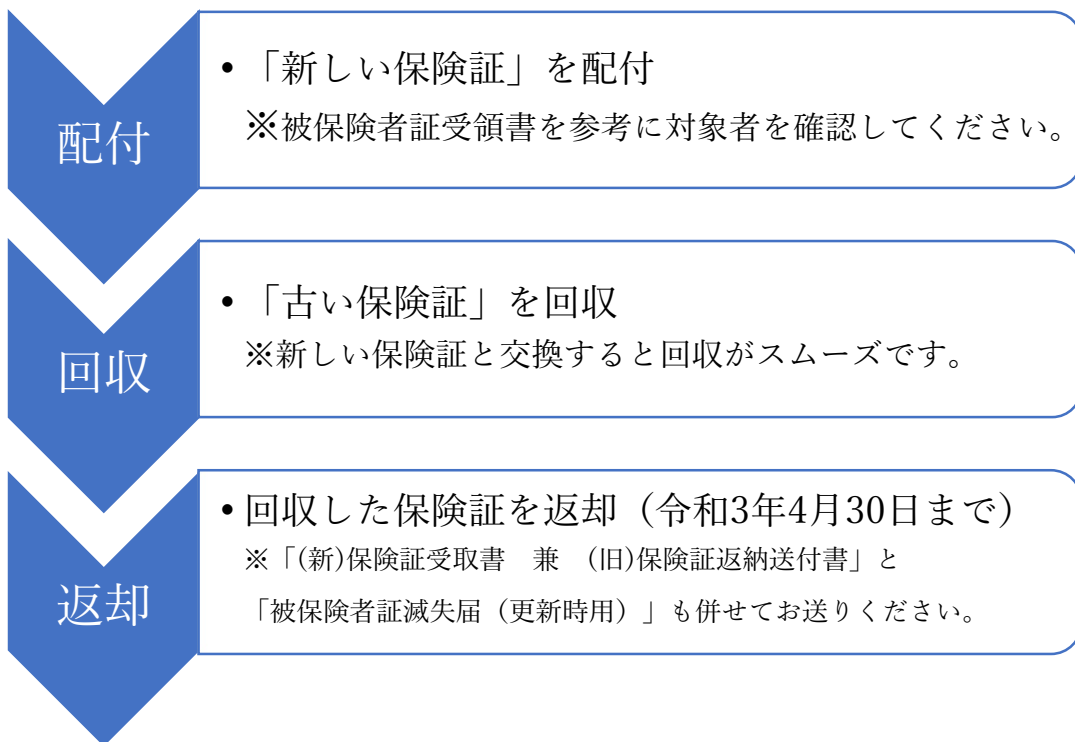 配付
• 「新しい保険証」を配付
※被保険者証受領書を参考に対象者を確認してください。
回収
• 「古い保険証」を回収
※新しい保険証と交換すると回収がスムーズです。
返却
• 回収した保険証を返却（令和3年4月30日まで）
※「(新)保険証受取書　兼　(旧)保険証返納送付書」と
「被保険者証滅失届（更新時用）」も併せてお送りください。